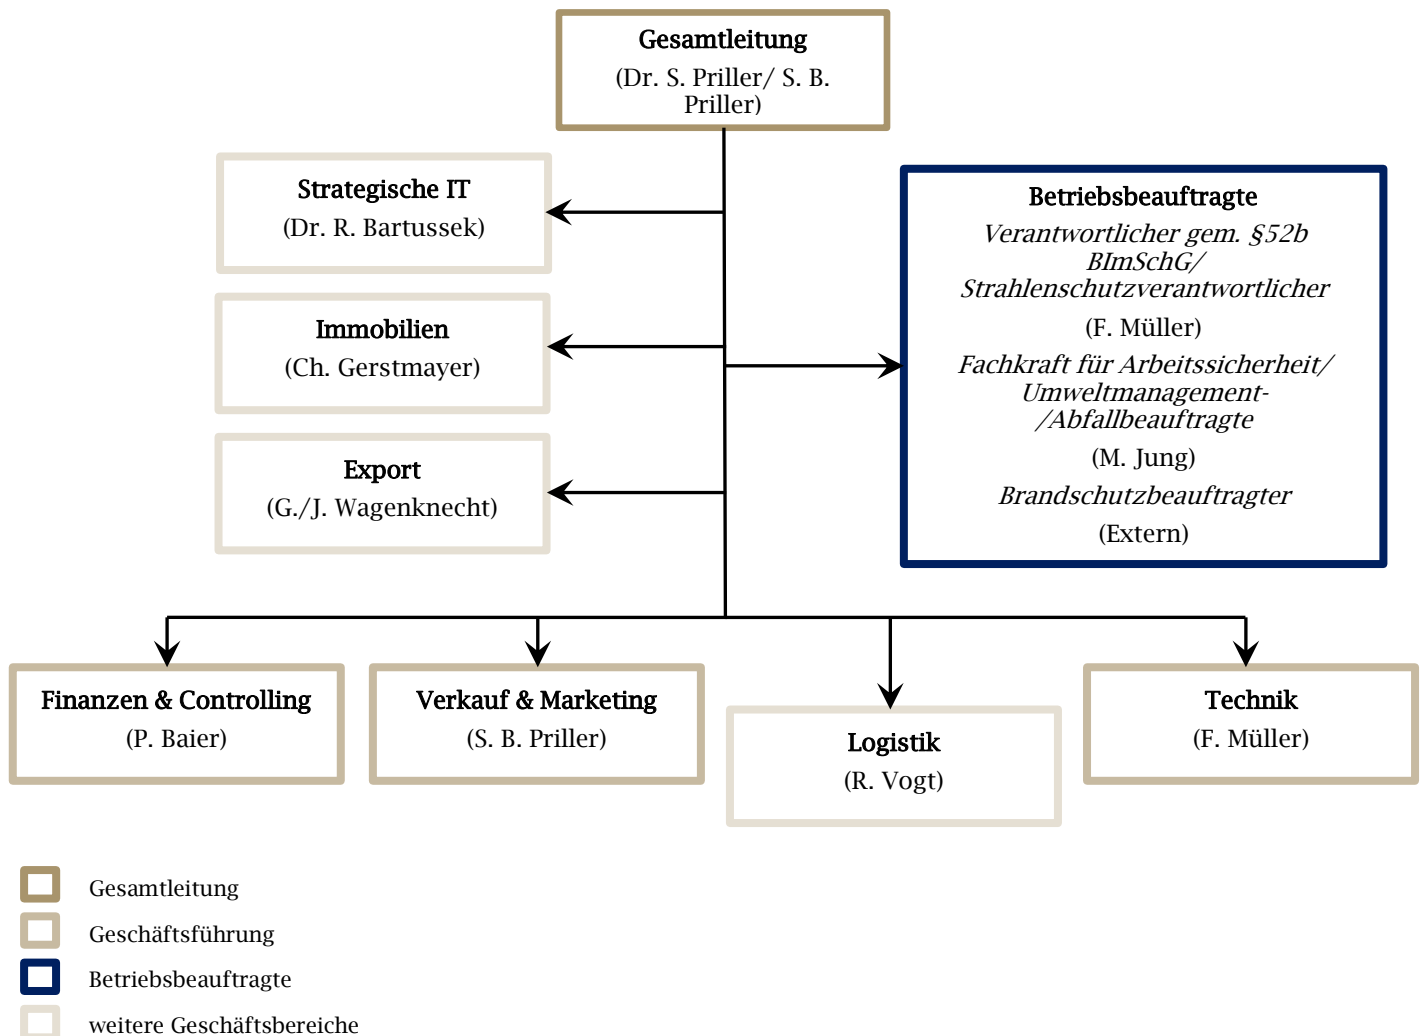 Gesamtleitung
(Dr. S. Priller/ S. B.
Priller)
Strategische IT
(Dr. R. Bartussek)
Immobilien
(Ch. Gerstmayer)
Export
(G./J. Wagenknecht)
Betriebsbeauftragte
Verantwortlicher gem. §52b
BImSchG/
Strahlenschutzverantwortlicher
(F. Müller)
Fachkraft für Arbeitssicherheit/
Umweltmanagement-
/Abfallbeauftragte
(M. Jung)
Brandschutzbeauftragter
(Extern)
Finanzen & Controlling
(P. Baier)
Verkauf & Marketing
(S. B. Priller)
Logistik
(R. Vogt)
Technik
(F. Müller)
Gesamtleitung
Geschäftsführung
Betriebsbeauftragte
weitere Geschäftsbereiche